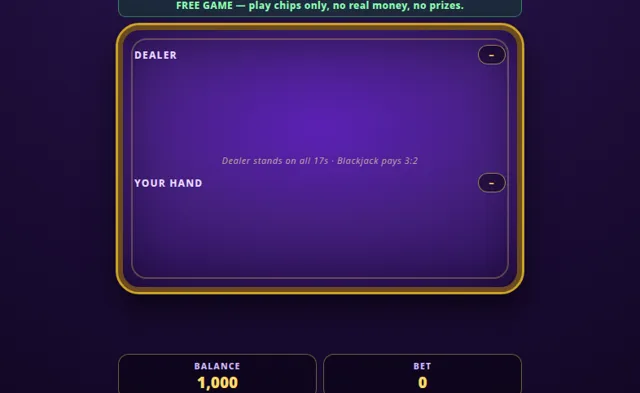 FREE GAME — play chips only, no real money, no prizes.
DEALER –
Dealer stands on all 17s · Blackjack pays 3:2
YOUR HAND –
BALANCE BET
1,000 0